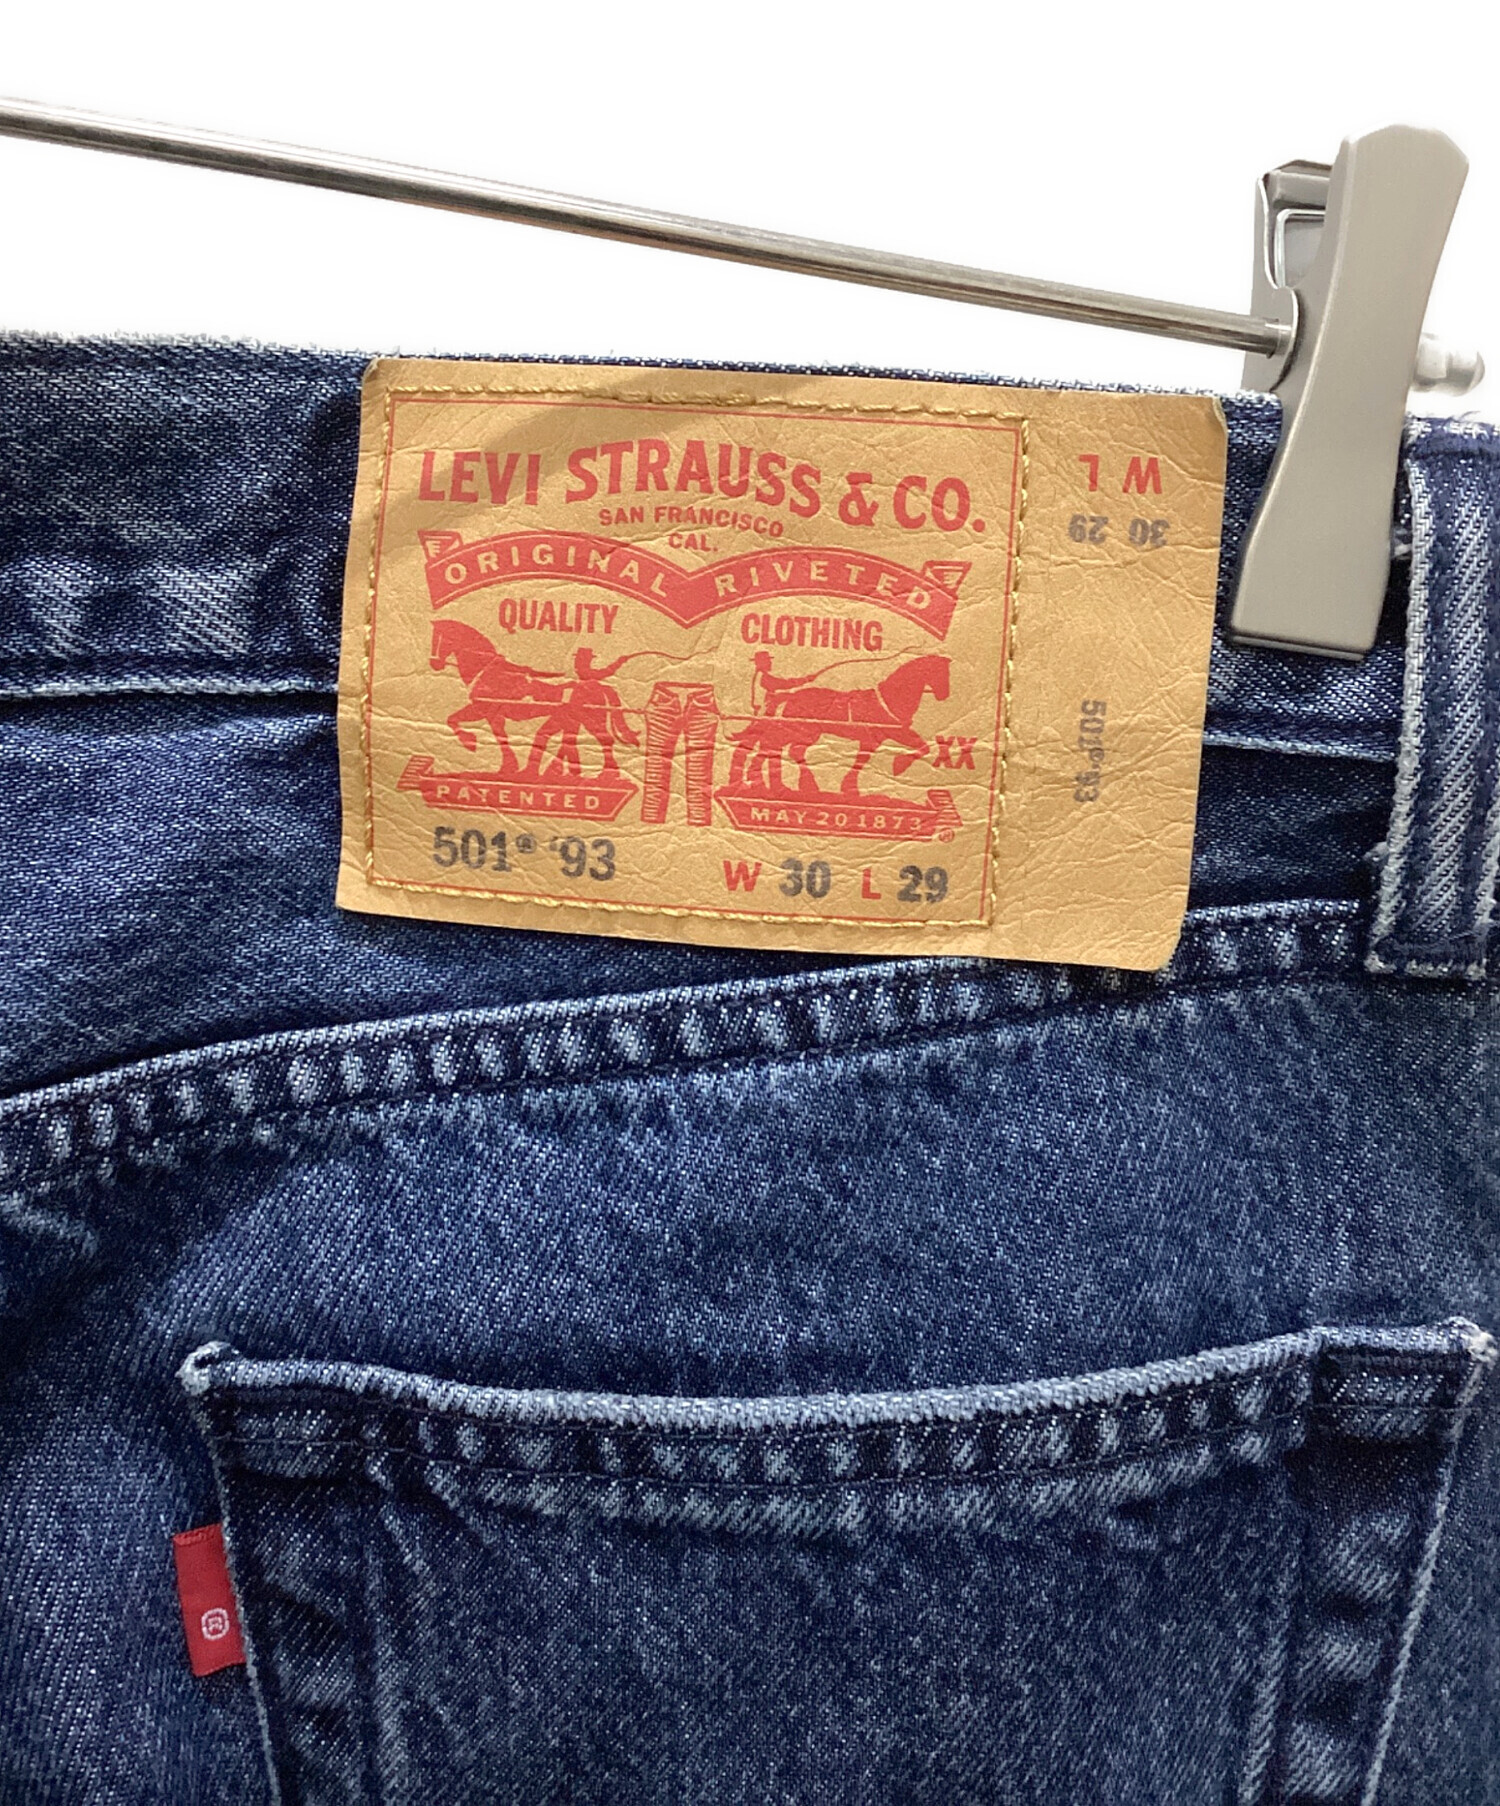 LEVI STRAUSS & CO.
SAN FRANCISCO
CAL.
ORIGINAL RIVETED
QUALITY CLOTHING
XX
PATENTED MAY 20 1873 ®
501® '93 W 30 L 29
W L
30 29
501® '93
®